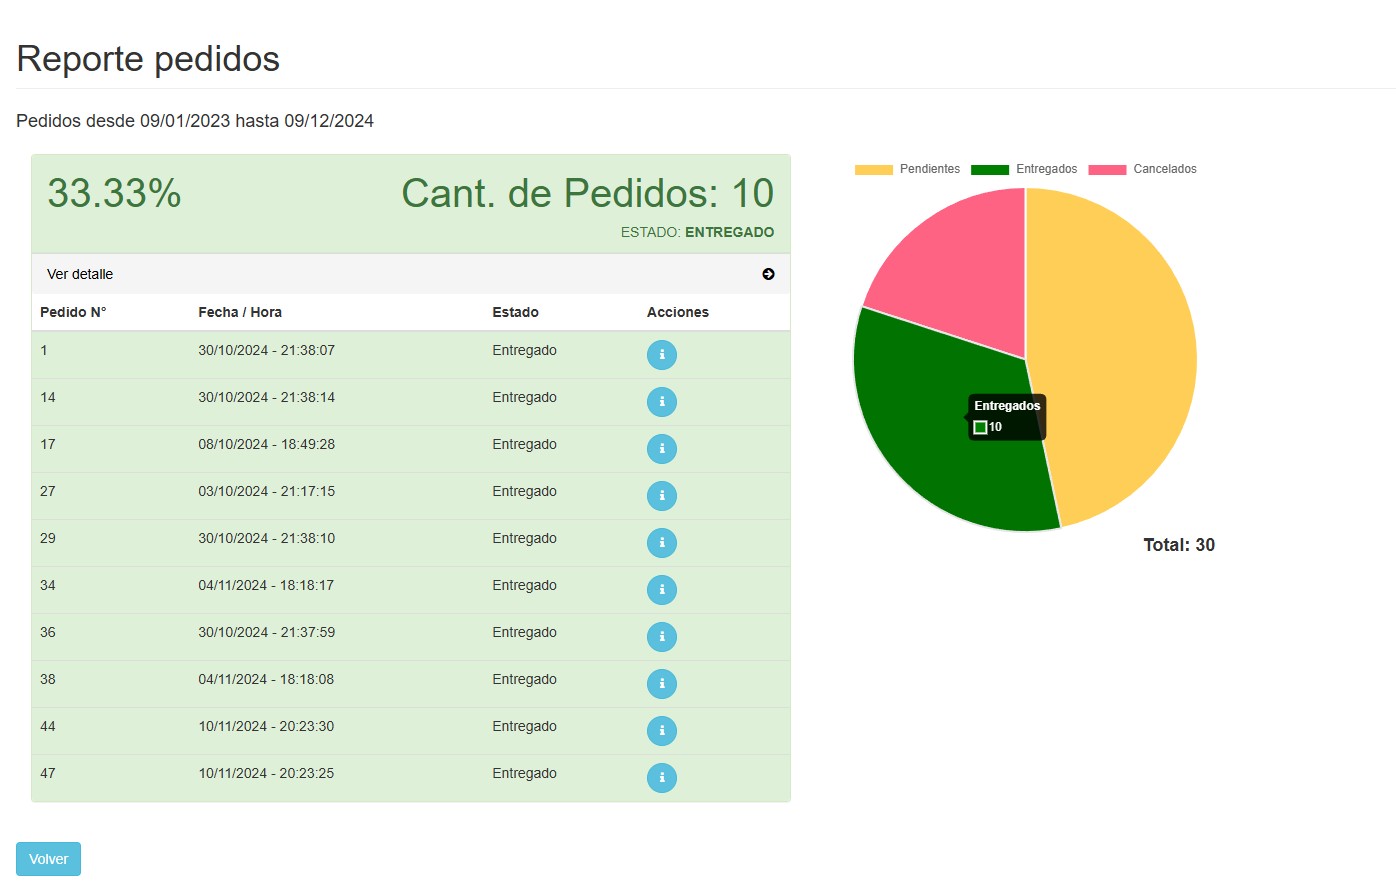 Reporte pedidos
Pedidos desde 09/01/2023 hasta 09/12/2024
33.33% Cant. de Pedidos: 10
ESTADO: ENTREGADO
Ver detalle
Pedido N° Fecha / Hora Estado Acciones
1 30/10/2024 - 21:38:07 Entregado
14 30/10/2024 - 21:38:14 Entregado
17 08/10/2024 - 18:49:28 Entregado
27 03/10/2024 - 21:17:15 Entregado
29 30/10/2024 - 21:38:10 Entregado
34 04/11/2024 - 18:18:17 Entregado
36 30/10/2024 - 21:37:59 Entregado
38 04/11/2024 - 18:18:08 Entregado
44 10/11/2024 - 20:23:30 Entregado
47 10/11/2024 - 20:23:25 Entregado
Pendientes Entregados Cancelados
Entregados
10
Total: 30
Volver